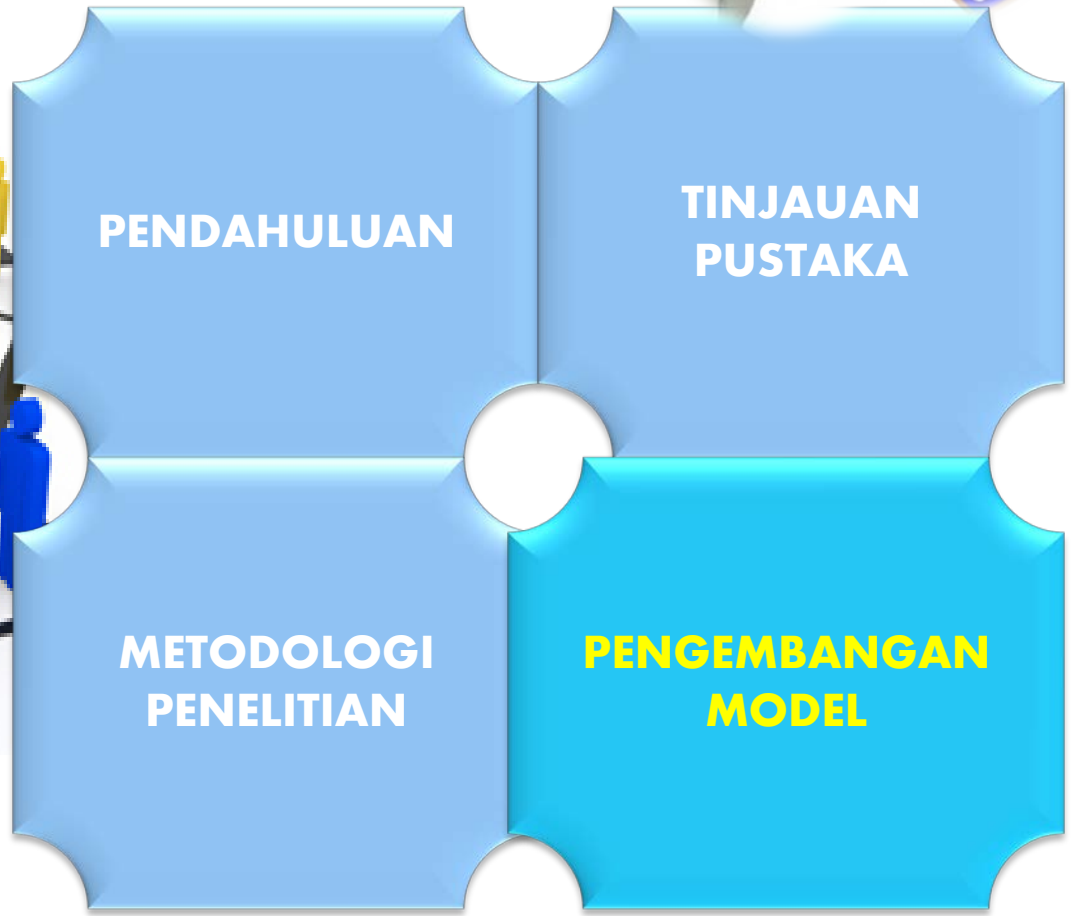 PENDAHULUAN
TINJAUAN
PUSTAKA
METODOLOGI
PENELITIAN
PENGEMBANGAN
MODEL